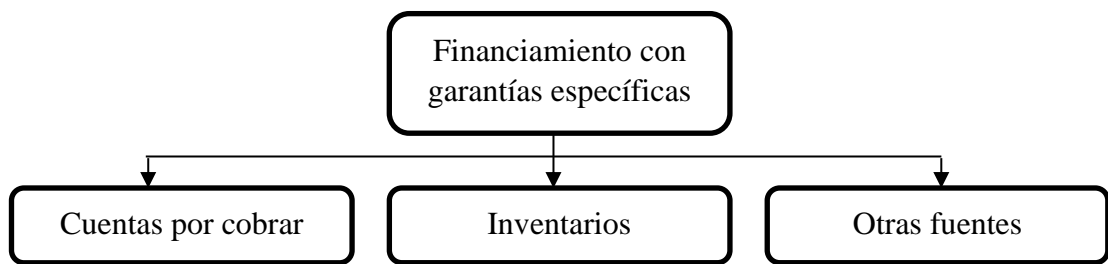 Financiamiento con
garantías específicas
Cuentas por cobrar
Inventarios
Otras fuentes